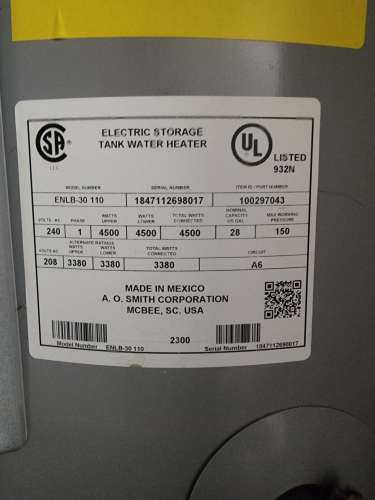 SA
ELECTRIC STORAGE
TANK WATER HEATER
UL
LISTED
932N
MODEL NUMBER SERIAL NUMBER ITEM ID / PART NUMBER
ENLB-30 110 1847112698017 100297043
VOLTS - AC PHASE WATTS UPPER WATTS LOWER TOTAL WATTS CONNECTED NOMINAL CAPACITY US GAL MAX WORKING PRESSURE
240 1 4500 4500 4500 28 150
ALTERNATE RATINGS
VOLTS AC WATTS UPPER WATTS LOWER TOTAL WATTS CONNECTED CIRCUIT
208 3380 3380 3380 A6
MADE IN MEXICO
A. O. SMITH CORPORATION
MCBEE, SC. USA
2300
Model Number ENLB-30 110 Serial Number 1847112698017